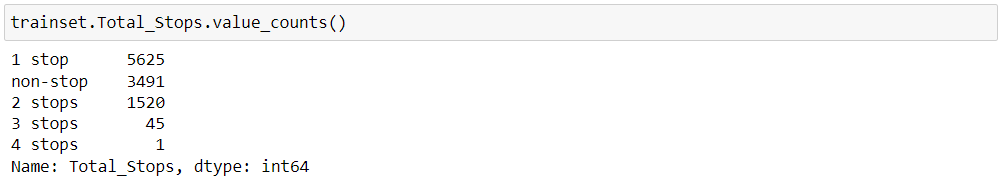 trainset.Total_Stops.value_counts()
1 stop      5625
non-stop    3491
2 stops     1520
3 stops       45
4 stops        1
Name: Total_Stops, dtype: int64